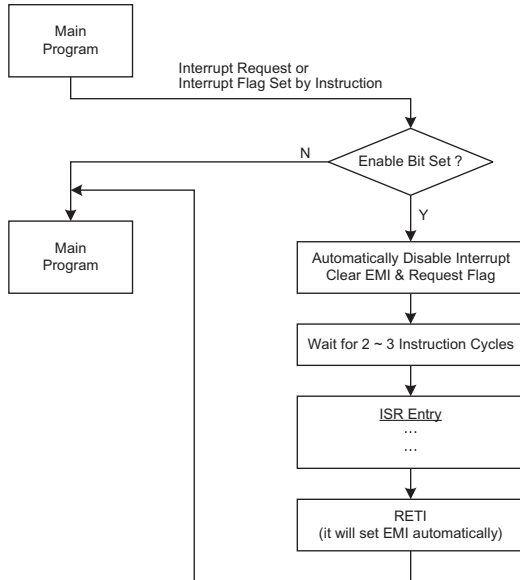 Main
Program
Interrupt Request or
Interrupt Flag Set by Instruction
Enable Bit Set ?
N
Y
Main
Program
Automatically Disable Interrupt
Clear EMI & Request Flag
Wait for 2 ~ 3 Instruction Cycles
ISR Entry
...
...
RETI
(it will set EMI automatically)